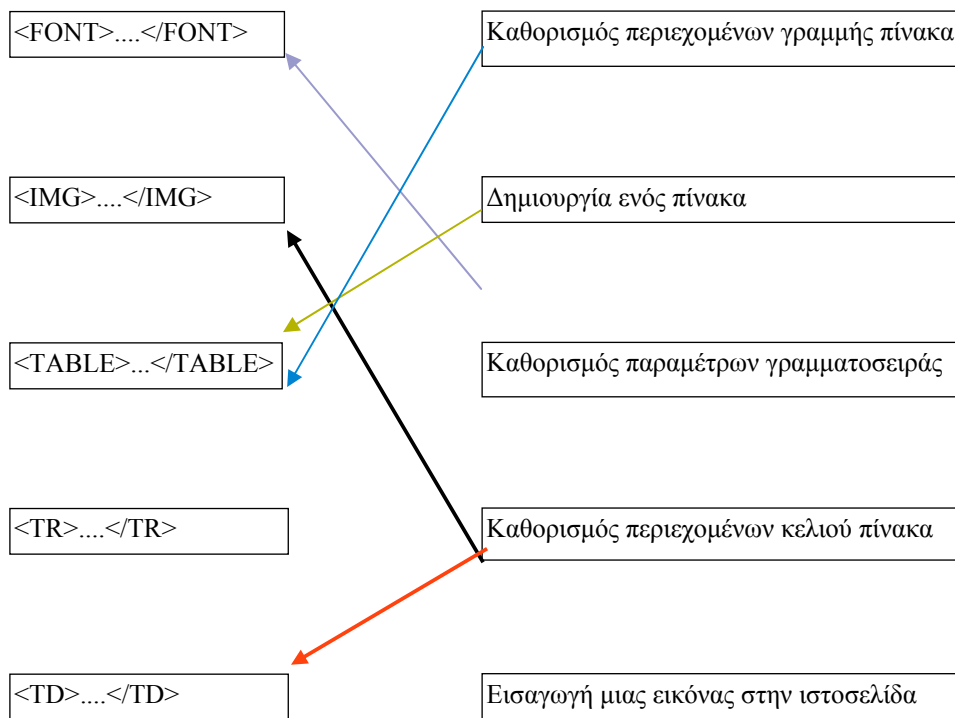 <FONT>....</FONT>
Καθορισμός περιεχομένων γραμμής πίνακα
<IMG>....</IMG>
Δημιουργία ενός πίνακα
<TABLE>...</TABLE>
Καθορισμός παραμέτρων γραμματοσειράς
<TR>....</TR>
Καθορισμός περιεχομένων κελιού πίνακα
<TD>....</TD>
Εισαγωγή μιας εικόνας στην ιστοσελίδα